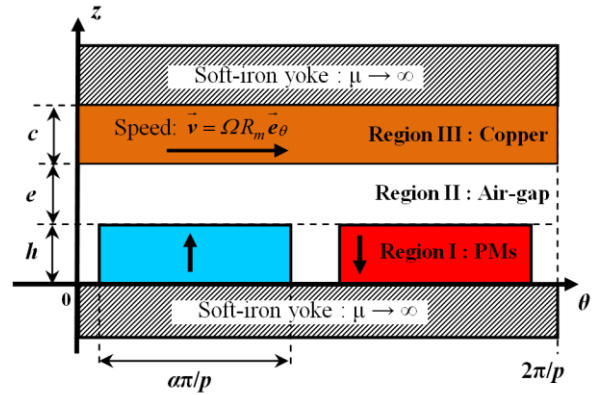 z
Soft-iron yoke : μ → ∞
c
Speed: v⃗ = ΩR_m e⃗_θ
Region III : Copper
e
Region II : Air-gap
h
Region I : PMs
0
θ
Soft-iron yoke : μ → ∞
απ/p
2π/p